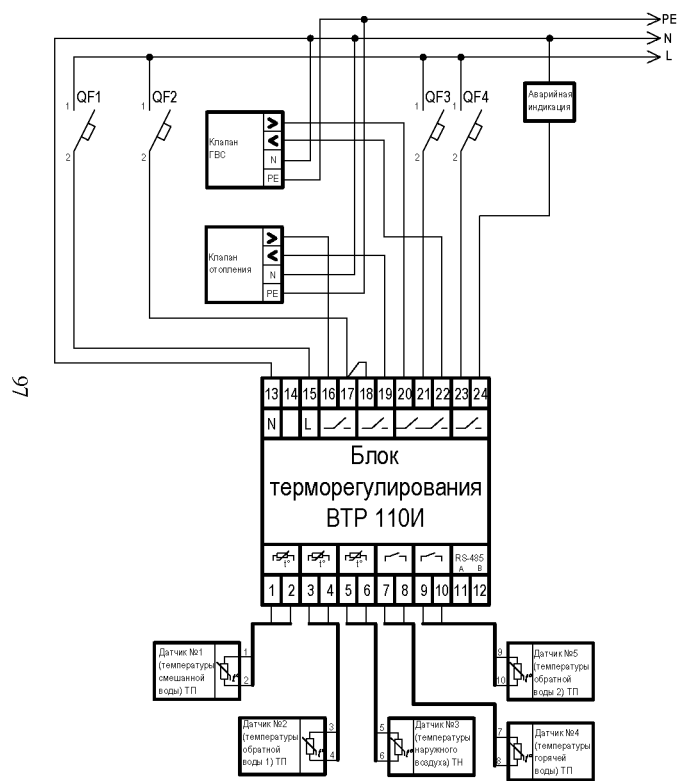 PE
N
L
QF1
QF2
QF3
QF4
1
2
1
2
1
2
1
2
Аварийная
индикация
Клапан
ГВС
>
<
N
PE
Клапан
отопления
>
<
N
PE
97
13 14 15 16 17 18 19 20 21 22 23 24
N L
Блок
терморегулирования
ВТР 110И
t° t° t° RS-485
A B
1 2 3 4 5 6 7 8 9 10 11 12
Датчик №1
(температуры
смешанной
воды) ТП
t°
1
2
Датчик №2
(температуры
обратной
воды 1) ТП
t°
3
4
Датчик №3
(температуры
наружного
воздуха) ТН
t°
5
6
Датчик №5
(температуры
обратной
воды 2) ТП
t°
9
10
Датчик №4
(температуры
горячей
воды) ТП
t°
7
8